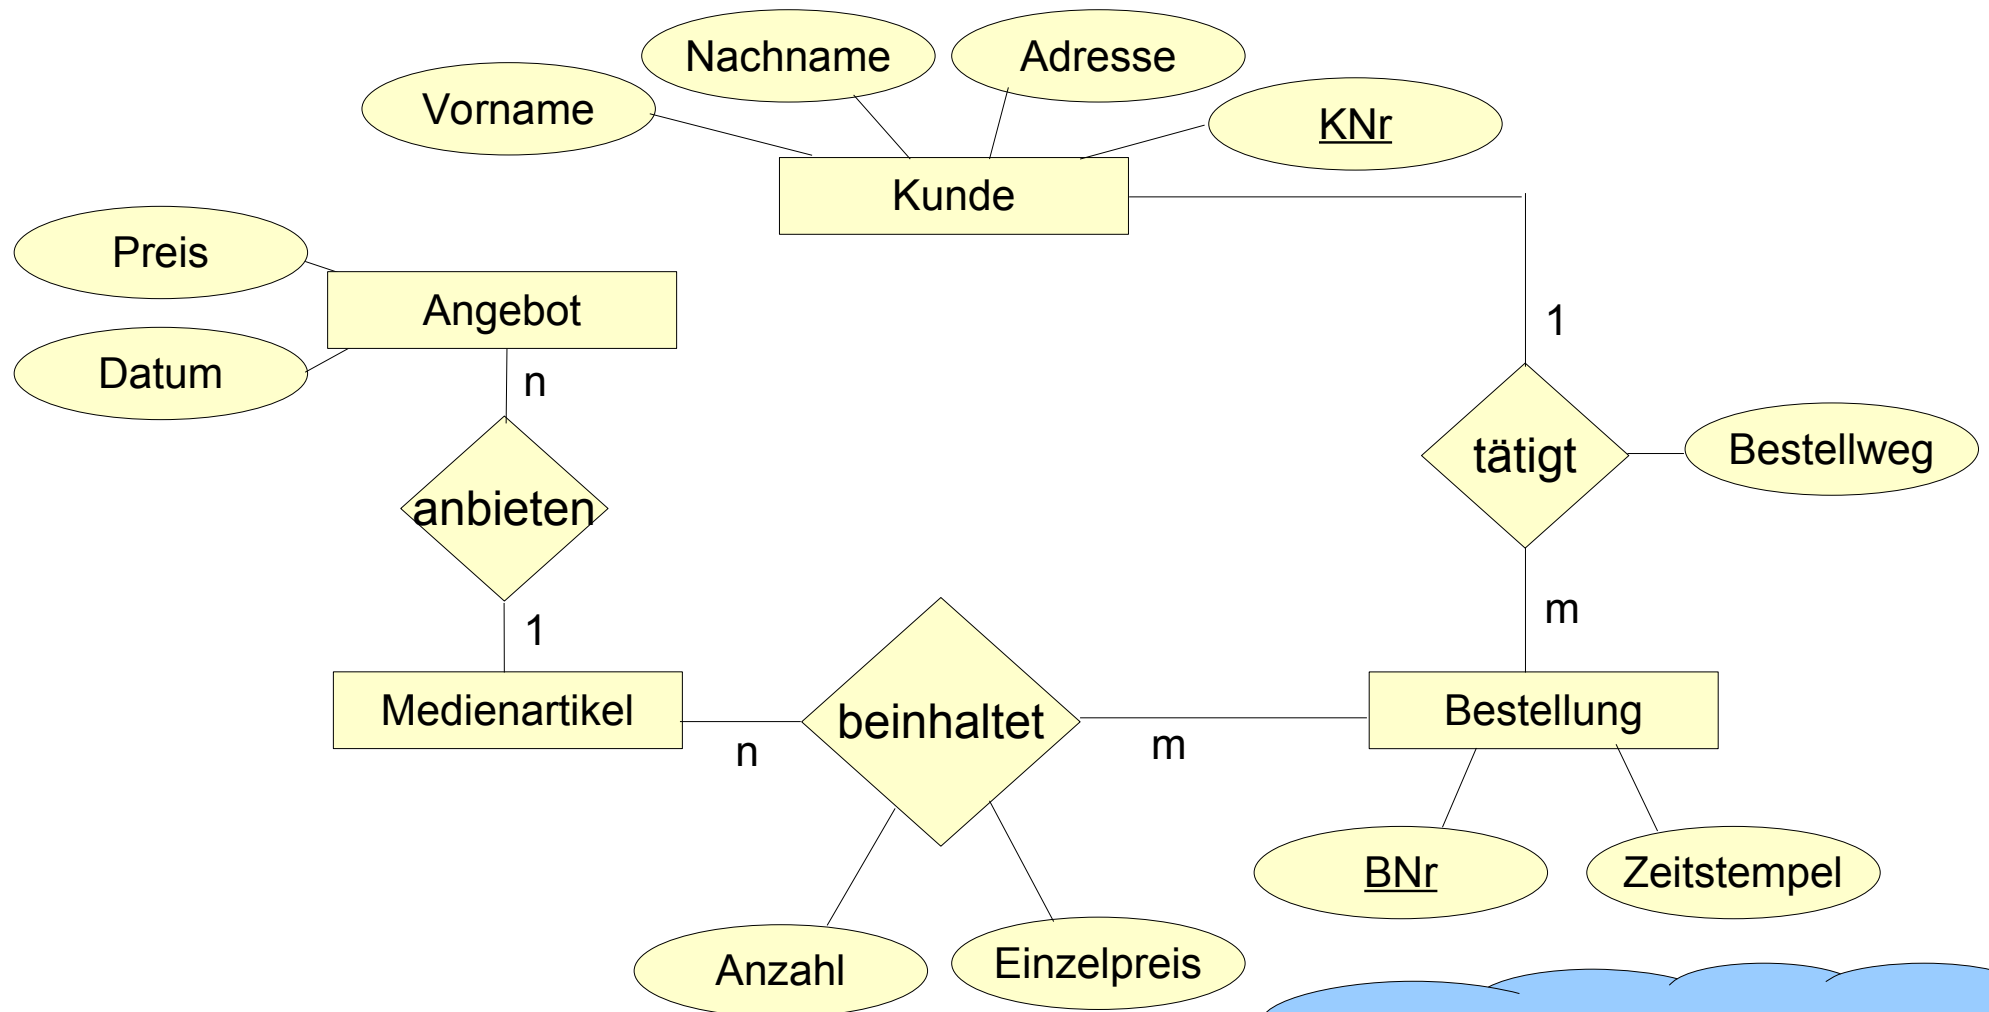 Nachname
Adresse
Vorname
KNr
Kunde
Preis
Angebot
1
Datum
n
tätigt
Bestellweg
anbieten
m
1
Medienartikel
beinhaltet
Bestellung
n
m
BNr
Zeitstempel
Anzahl
Einzelpreis